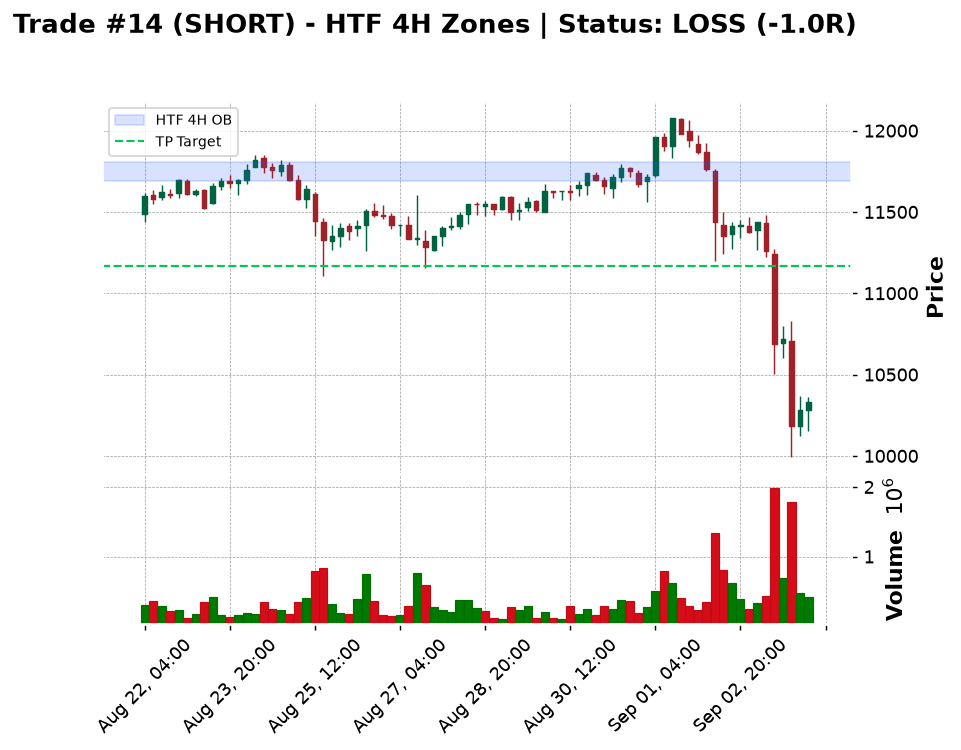 Trade #14 (SHORT) - HTF 4H Zones | Status: LOSS (-1.0R)
HTF 4H OB
TP Target
12000
11500
11000
10500
10000
Price
2
1
Volume 10^6
Aug 22, 04:00
Aug 23, 20:00
Aug 25, 12:00
Aug 27, 04:00
Aug 28, 20:00
Aug 30, 12:00
Sep 01, 04:00
Sep 02, 20:00